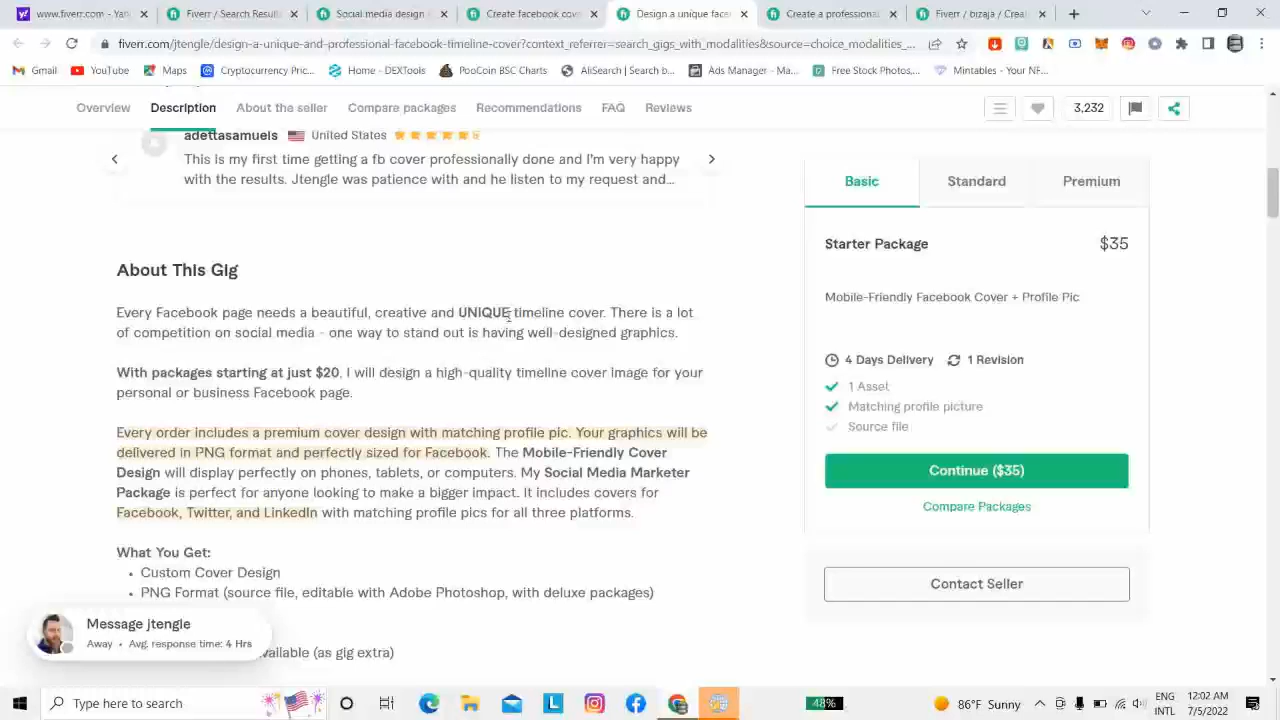 www.fiverr.com/
Fiverr Search Results
Social media design
Create facebook cov
Design a unique face
Create a professional
Fiverr / bizaja / Creat
fiverr.com/jtengle/design-a-unique-and-professional-facebook-timeline-cover?context_referrer=search_gigs_with_modalities&source=choice_modalities_...
Gmail
YouTube
Maps
Cryptocurrency Pric...
Home - DEXTools
PooCoin BSC Charts
AliSearch | Search b...
Ads Manager - Ma...
Free Stock Photos,...
Mintables - Your NF...
Overview
Description
About the seller
Compare packages
Recommendations
FAQ
Reviews
3,232
adettasamuels
United States
This is my first time getting a fb cover professionally done and I'm very happy
with the results. Jtengle was patience with and he listen to my request and...
Basic
Standard
Premium
Starter Package
$35
Mobile-Friendly Facebook Cover + Profile Pic
4 Days Delivery
1 Revision
1 Asset
Matching profile picture
Source file
Continue ($35)
Compare Packages
Contact Seller
About This Gig
Every Facebook page needs a beautiful, creative and UNIQUE timeline cover. There is a lot
of competition on social media - one way to stand out is having well-designed graphics.
With packages starting at just $20, I will design a high-quality timeline cover image for your
personal or business Facebook page.
Every order includes a premium cover design with matching profile pic. Your graphics will be
delivered in PNG format and perfectly sized for Facebook. The Mobile-Friendly Cover
Design will display perfectly on phones, tablets, or computers. My Social Media Marketer
Package is perfect for anyone looking to make a bigger impact. It includes covers for
Facebook, Twitter, and LinkedIn with matching profile pics for all three platforms.
What You Get:
Custom Cover Design
PNG Format (source file, editable with Adobe Photoshop, with deluxe packages)
vailable (as gig extra)
Message jtengle
Away • Avg. response time: 4 Hrs
Type here to search
48%
86°F Sunny
ENG
INTL
12:02 AM
7/5/2022